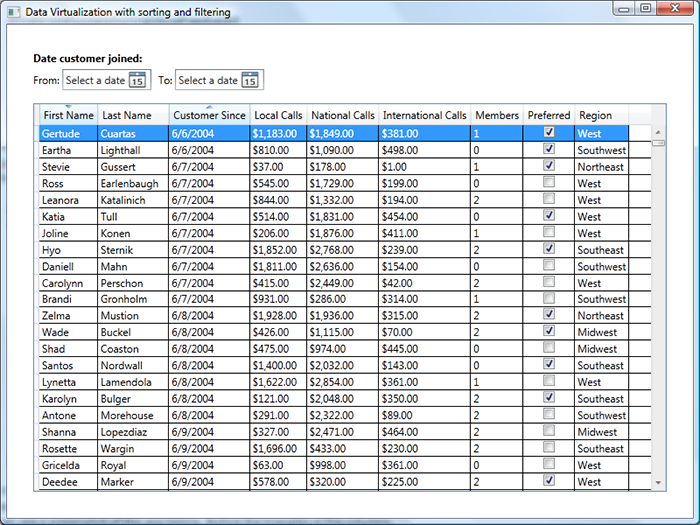 Data Virtualization with sorting and filtering
Date customer joined:
From: Select a date 15 To: Select a date 15
First Name Last Name Customer Since Local Calls National Calls International Calls Members Preferred Region
Gertude Cuartas 6/6/2004 $1,183.00 $1,849.00 $381.00 1 West
Eartha Lighthall 6/6/2004 $810.00 $1,090.00 $498.00 0 Southwest
Stevie Gussert 6/7/2004 $37.00 $178.00 $1.00 1 Northeast
Ross Earlenbaugh 6/7/2004 $545.00 $1,729.00 $199.00 0 West
Leanora Katalinich 6/7/2004 $844.00 $1,332.00 $194.00 2 West
Katia Tull 6/7/2004 $514.00 $1,831.00 $454.00 0 West
Joline Konen 6/7/2004 $206.00 $1,876.00 $411.00 1 West
Hyo Sternik 6/7/2004 $1,852.00 $2,768.00 $239.00 2 Southeast
Daniell Mahn 6/7/2004 $1,811.00 $2,636.00 $154.00 0 Southwest
Carolynn Perschon 6/7/2004 $415.00 $2,449.00 $42.00 2 West
Brandi Gronholm 6/7/2004 $931.00 $286.00 $314.00 1 Southwest
Zelma Mustion 6/8/2004 $1,928.00 $1,936.00 $315.00 2 Northeast
Wade Buckel 6/8/2004 $426.00 $1,115.00 $70.00 2 Midwest
Shad Coaston 6/8/2004 $475.00 $974.00 $445.00 0 Midwest
Santos Nordwall 6/8/2004 $1,400.00 $2,032.00 $143.00 0 Southeast
Lynetta Lamendola 6/8/2004 $1,622.00 $2,854.00 $361.00 1 West
Karolyn Bulger 6/8/2004 $121.00 $2,048.00 $350.00 2 Southeast
Antone Morehouse 6/8/2004 $291.00 $2,322.00 $89.00 2 Southwest
Shanna Lopezdiaz 6/9/2004 $327.00 $2,471.00 $464.00 2 Midwest
Rosette Wargin 6/9/2004 $1,696.00 $433.00 $230.00 2 Southeast
Gricelda Royal 6/9/2004 $63.00 $998.00 $361.00 0 West
Deedee Marker 6/9/2004 $578.00 $320.00 $225.00 2 West